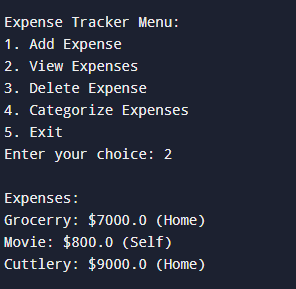 Expense Tracker Menu:
1. Add Expense
2. View Expenses
3. Delete Expense
4. Categorize Expenses
5. Exit
Enter your choice: 2
Expenses:
Grocerry: $7000.0 (Home)
Movie: $800.0 (Self)
Cuttlery: $9000.0 (Home)